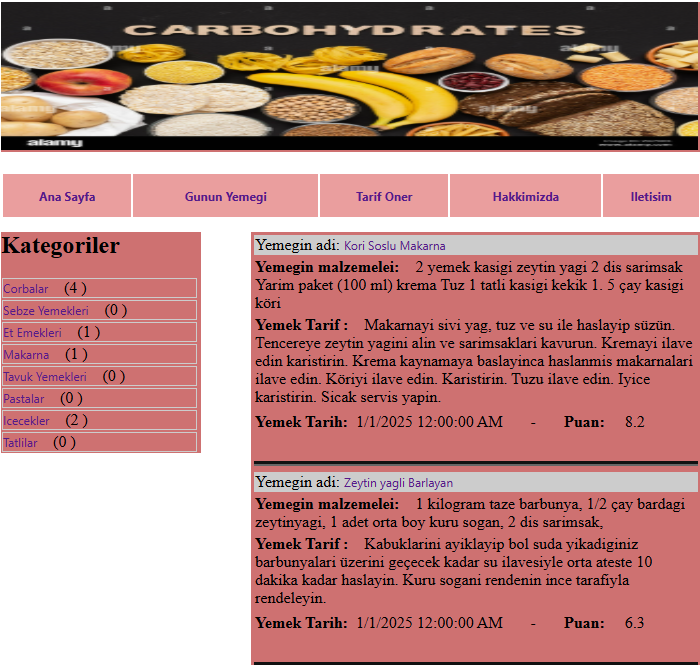 CARBOHYDRATES
alamy
alamy
alamy
alamy
alamy
alamy
www.alamy.com
Ana Sayfa Gunun Yemegi Tarif Oner Hakkimizda Iletisim
Kategoriler
Corbalar (4 )
Sebze Yemekleri (0 )
Et Emekleri (1 )
Makarna (1 )
Tavuk Yemekleri (0 )
Pastalar (0 )
Icecekler (2 )
Tatlilar (0 )
Yemegin adi: Kori Soslu Makarna
Yemegin malzemelei: 2 yemek kasigi zeytin yagi 2 dis sarimsak
Yarim paket (100 ml) krema Tuz 1 tatli kasigi kekik 1. 5 çay kasigi
köri
Yemek Tarif : Makarnayi sivi yag, tuz ve su ile haslayip süzün.
Tencereye zeytin yagini alin ve sarimsaklari kavurun. Kremayi ilave
edin karistirin. Krema kaynamaya baslayinca haslanmis makarnalari
ilave edin. Köriyi ilave edin. Karistirin. Tuzu ilave edin. Iyice
karistirin. Sicak servis yapin.
Yemek Tarih: 1/1/2025 12:00:00 AM - Puan: 8.2
Yemegin adi: Zeytin yagli Barlayan
Yemegin malzemelei: 1 kilogram taze barbunya, 1/2 çay bardagi
zeytinyagi, 1 adet orta boy kuru sogan, 2 dis sarimsak,
Yemek Tarif : Kabuklarini ayiklayip bol suda yikadiginiz
barbunyalari üzerini geçecek kadar su ilavesiyle orta ateste 10
dakika kadar haslayin. Kuru sogani rendenin ince tarafiyla
rendeleyin.
Yemek Tarih: 1/1/2025 12:00:00 AM - Puan: 6.3